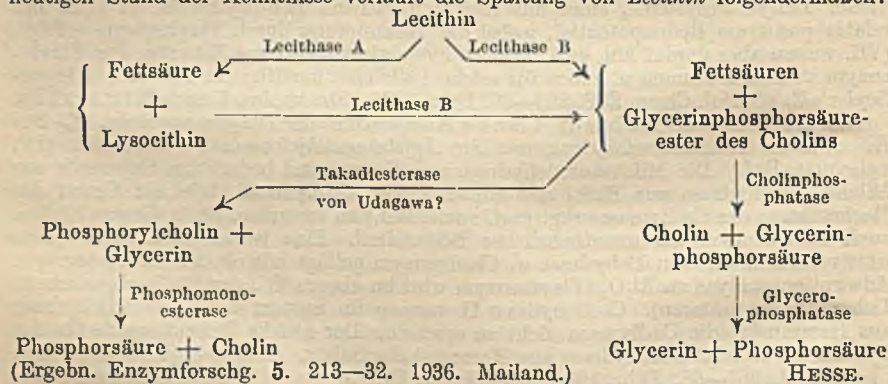 heutigen Stand der Kenntnisse verläuft die Spaltung von Lecithin folgendermaßen:
Lecithin
Lecithase A Lecithase B
Fettsäure Fettsäuren
+ Lecithase B +
Lysocithin Glycerinphosphorsäure-
ester des Cholins
Takadiesterase
von Udagawa?
Cholinphos-
phatase
Phosphorylcholin +
Glycerin
Cholin + Glycerin-
phosphorsäure
Phosphomono-
esterase
Glycero-
phosphatase
Phosphorsäure + Cholin Glycerin + Phosphorsäure
(Ergebn. Enzymforschg. 5. 213—32. 1936. Mailand.) HESSE.